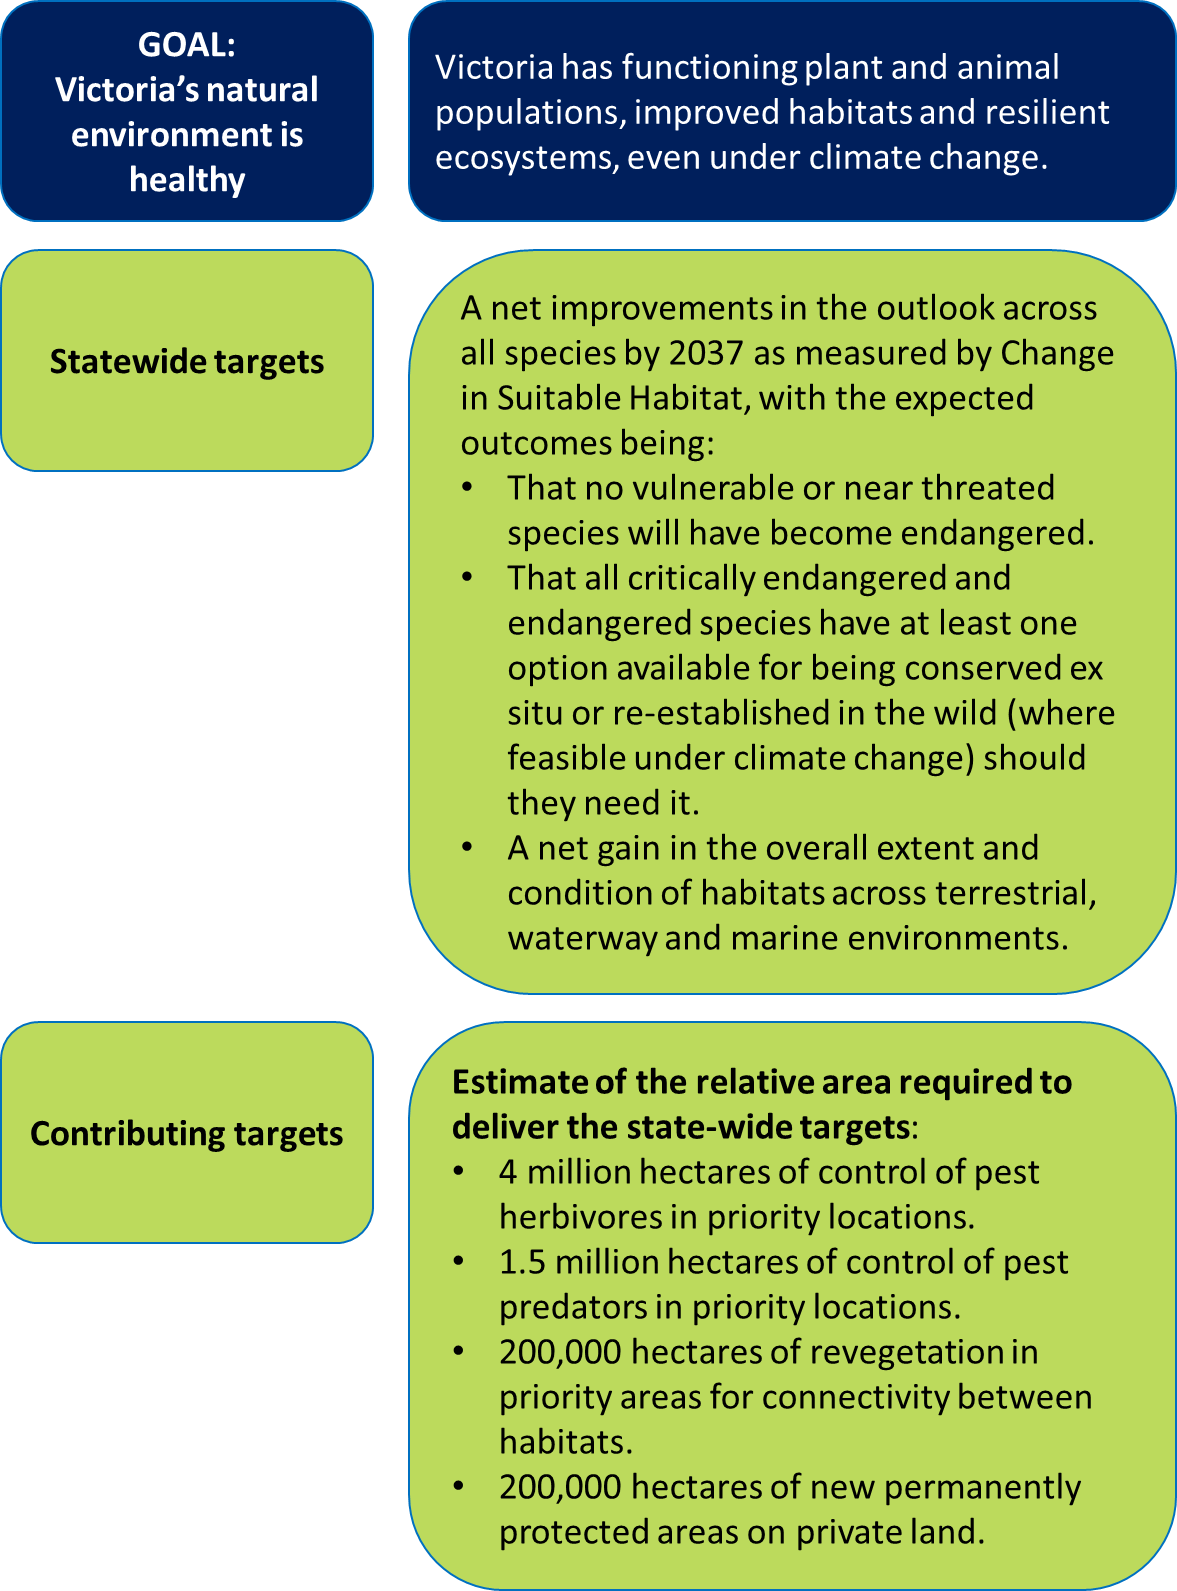 GOAL:
Victoria's natural
environment is
healthy
Victoria has functioning plant and animal
populations, improved habitats and resilient
ecosystems, even under climate change.
Statewide targets
A net improvements in the outlook across
all species by 2037 as measured by Change
in Suitable Habitat, with the expected
outcomes being:
• That no vulnerable or near threated
species will have become endangered.
• That all critically endangered and
endangered species have at least one
option available for being conserved ex
situ or re-established in the wild (where
feasible under climate change) should
they need it.
• A net gain in the overall extent and
condition of habitats across terrestrial,
waterway and marine environments.
Contributing targets
Estimate of the relative area required to
deliver the state-wide targets:
• 4 million hectares of control of pest
herbivores in priority locations.
• 1.5 million hectares of control of pest
predators in priority locations.
• 200,000 hectares of revegetation in
priority areas for connectivity between
habitats.
• 200,000 hectares of new permanently
protected areas on private land.